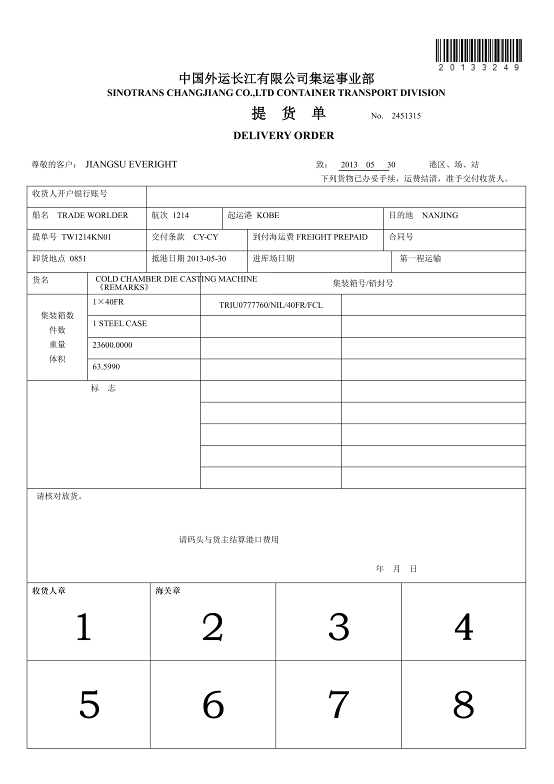 20133249
中国外运长江有限公司集运事业部
SINOTRANS CHANGJIANG CO.,LTD CONTAINER TRANSPORT DIVISION
提 货 单 No. 2451315
DELIVERY ORDER
尊敬的客户： JIANGSU EVERIGHT 致： 2013 05 30 港区、场、站
下列货物已办妥手续，运费结清，准予交付收货人。
收货人开户银行账号
船名 TRADE WORLDER 航次 1214 起运港 KOBE 目的地 NANJING
提单号 TW1214KN01 交付条款 CY-CY 到付海运费 FREIGHT PREPAID 合同号
卸货地点 0851 抵港日期 2013-05-30 进库场日期 第一程运输
货名 COLD CHAMBER DIE CASTING MACHINE 集装箱号/铅封号
《REMARKS》
集装箱数 1×40FR TRIU0777760/NIL/40FR/FCL
件数 1 STEEL CASE
重量 23600.0000
体积 63.5990
标 志
请核对放货。
请码头与货主结算港口费用
年 月 日
收货人章 海关章
1 2 3 4
5 6 7 8